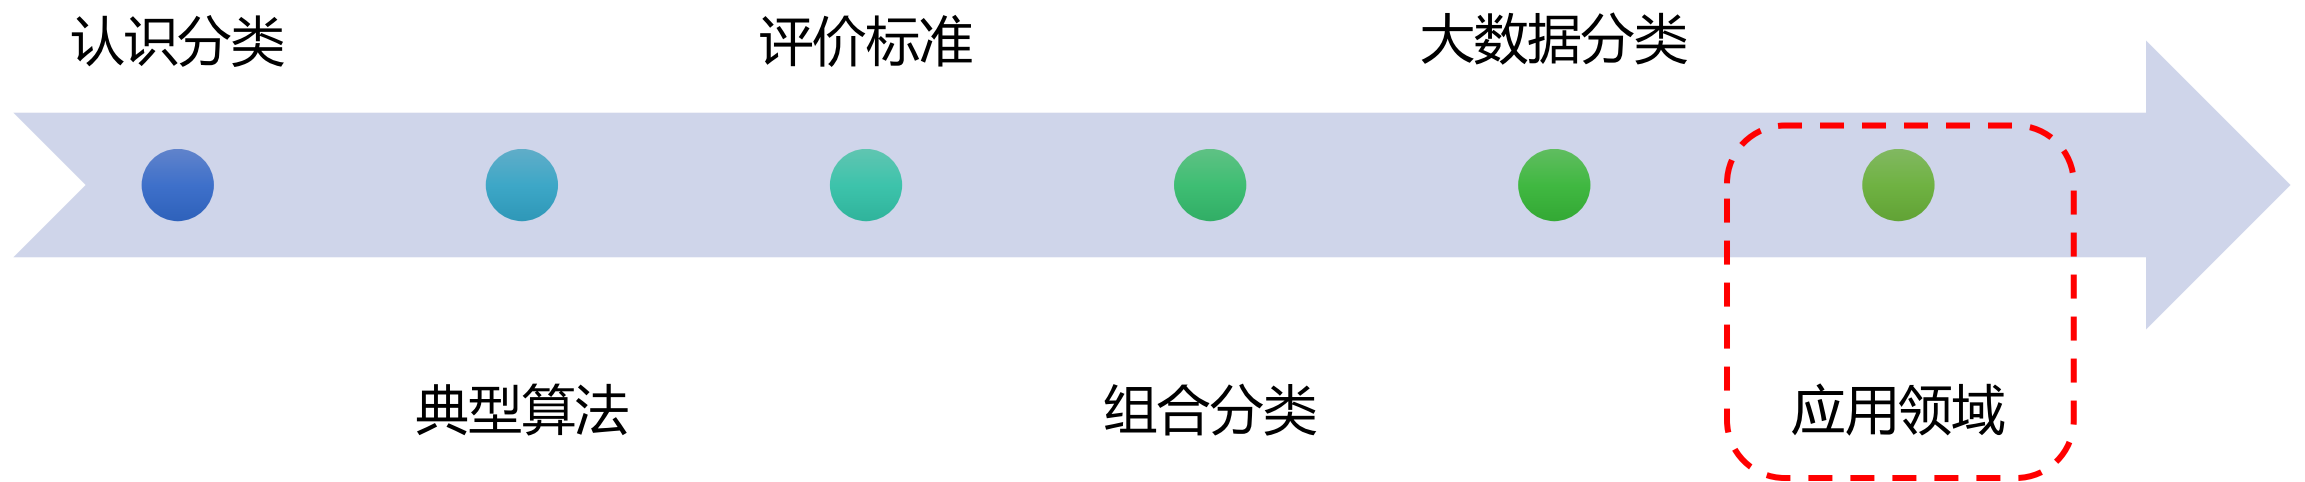 认识分类
评价标准
大数据分类
典型算法
组合分类
应用领域